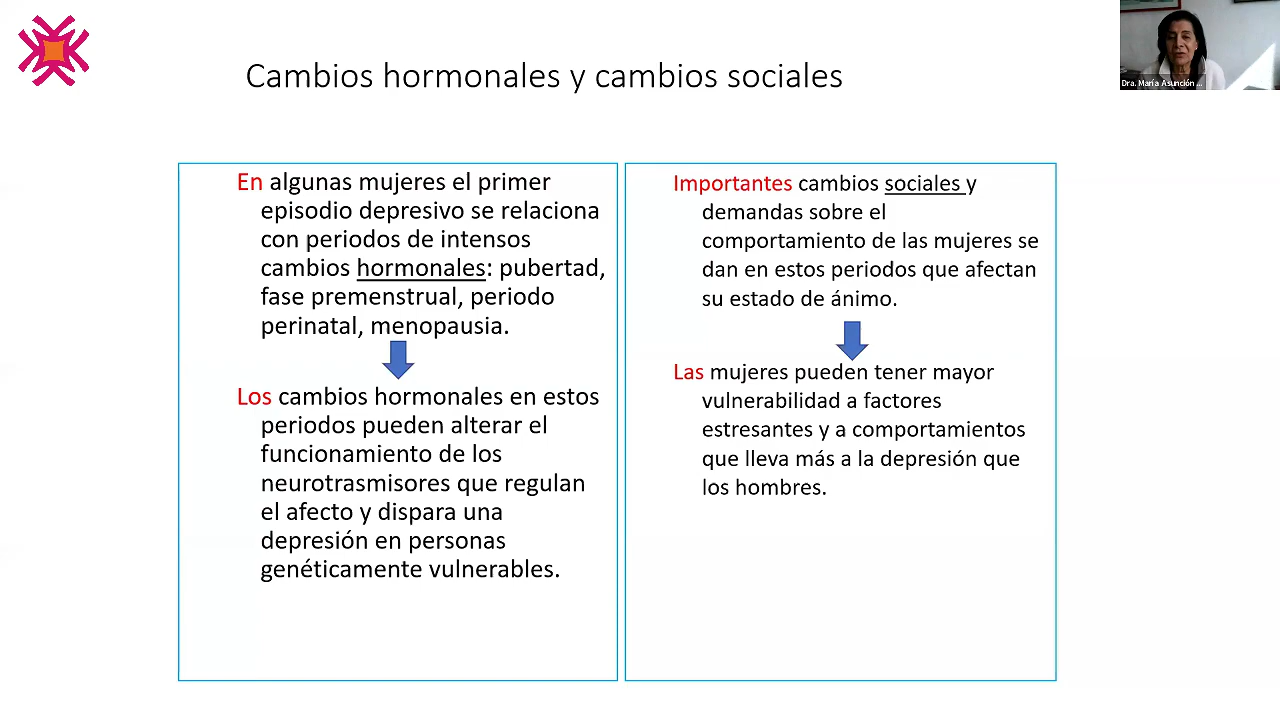 Cambios hormonales y cambios sociales
Dra. María Asunción ...
En algunas mujeres el primer
episodio depresivo se relaciona
con periodos de intensos
cambios hormonales: pubertad,
fase premenstrual, periodo
perinatal, menopausia.
Los cambios hormonales en estos
periodos pueden alterar el
funcionamiento de los
neurotrasmisores que regulan
el afecto y dispara una
depresión en personas
genéticamente vulnerables.
Importantes cambios sociales y
demandas sobre el
comportamiento de las mujeres se
dan en estos periodos que afectan
su estado de ánimo.
Las mujeres pueden tener mayor
vulnerabilidad a factores
estresantes y a comportamientos
que lleva más a la depresión que
los hombres.